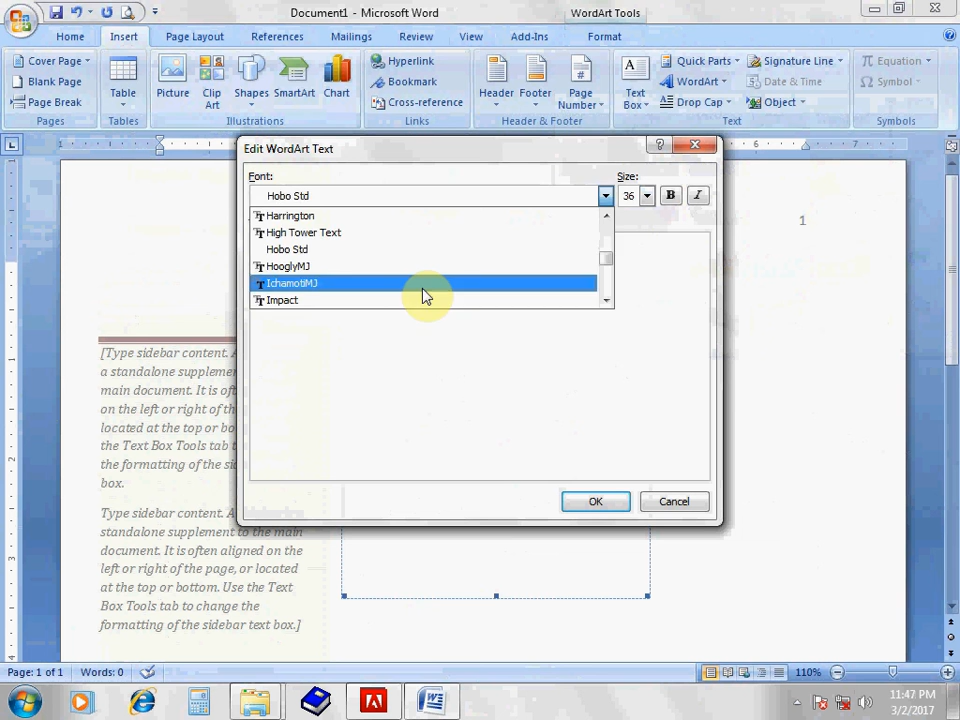 Document1 - Microsoft Word
WordArt Tools
Home Insert Page Layout References Mailings Review View Add-Ins Format
Cover Page
Blank Page
Page Break
Pages
Table
Tables
Picture
Clip Art
Shapes
SmartArt
Chart
Illustrations
Hyperlink
Bookmark
Cross-reference
Links
Header
Footer
Page Number
Header & Footer
Text Box
Quick Parts
WordArt
Drop Cap
Signature Line
Date & Time
Object
Text
Equation
Symbol
Symbols
Edit WordArt Text
Font:
Size:
Hobo Std
36
B
I
Harrington
High Tower Text
Hobo Std
HooglyMJ
IchamotiMJ
Impact
OK
Cancel
1
[Type sidebar content. A
a standalone supplemen
main document. It is oft
on the left or right of th
located at the top or bo
the Text Box Tools tab t
the formatting of the sid
box.
Type sidebar content. A
standalone supplement to the main
document. It is often aligned on the
left or right of the page, or located
at the top or bottom. Use the Text
Box Tools tab to change the
formatting of the sidebar text box.]
Page: 1 of 1
Words: 0
110%
11:47 PM
3/2/2017